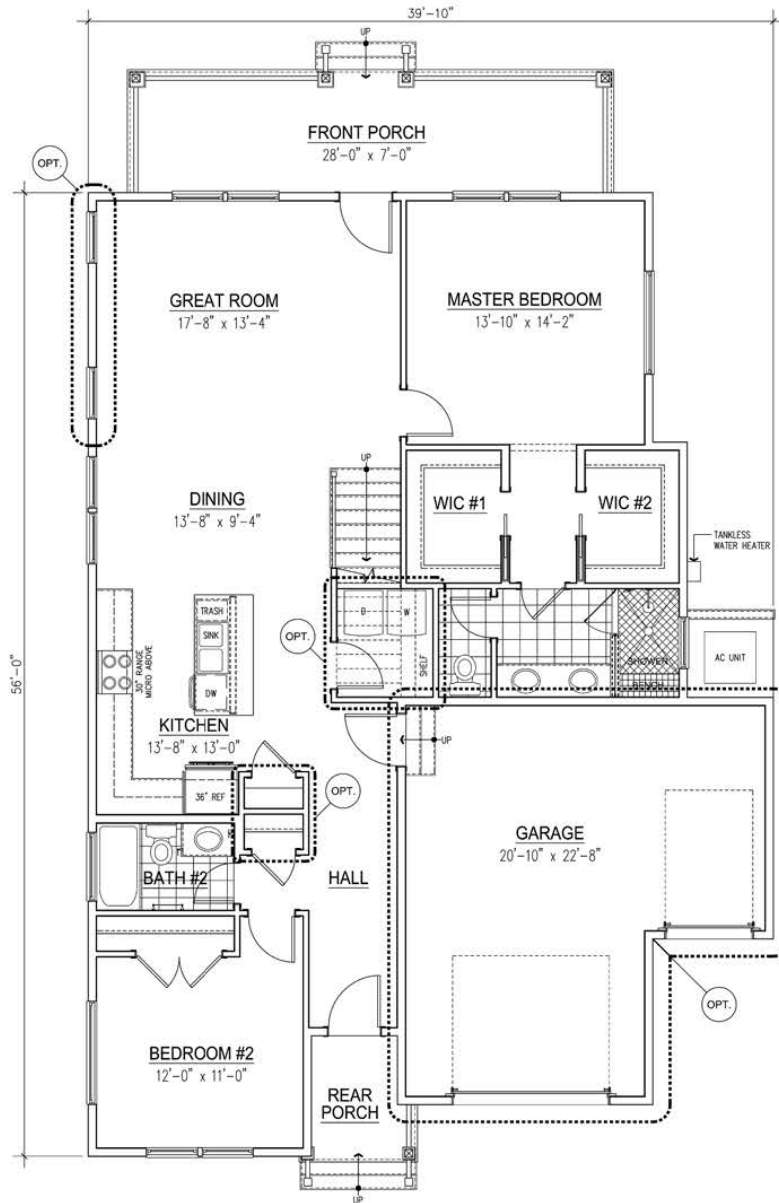 39'-10"
UP
FRONT PORCH
28'-0" x 7'-0"
OPT.
GREAT ROOM
17'-8" x 13'-4"
MASTER BEDROOM
13'-10" x 14'-2"
UP
DINING
13'-8" x 9'-4"
WIC #1
WIC #2
TANKLESS
WATER HEATER
56'-0"
TRASH
SINK
DW
30" RANGE
MICRO ABOVE
OPT.
D
W
SHELF
SHOWER
BENCH
AC UNIT
KITCHEN
13'-8" x 13'-0"
36" REF
UP
OPT.
GARAGE
20'-10" x 22'-8"
BATH #2
HALL
OPT.
BEDROOM #2
12'-0" x 11'-0"
REAR
PORCH
UP